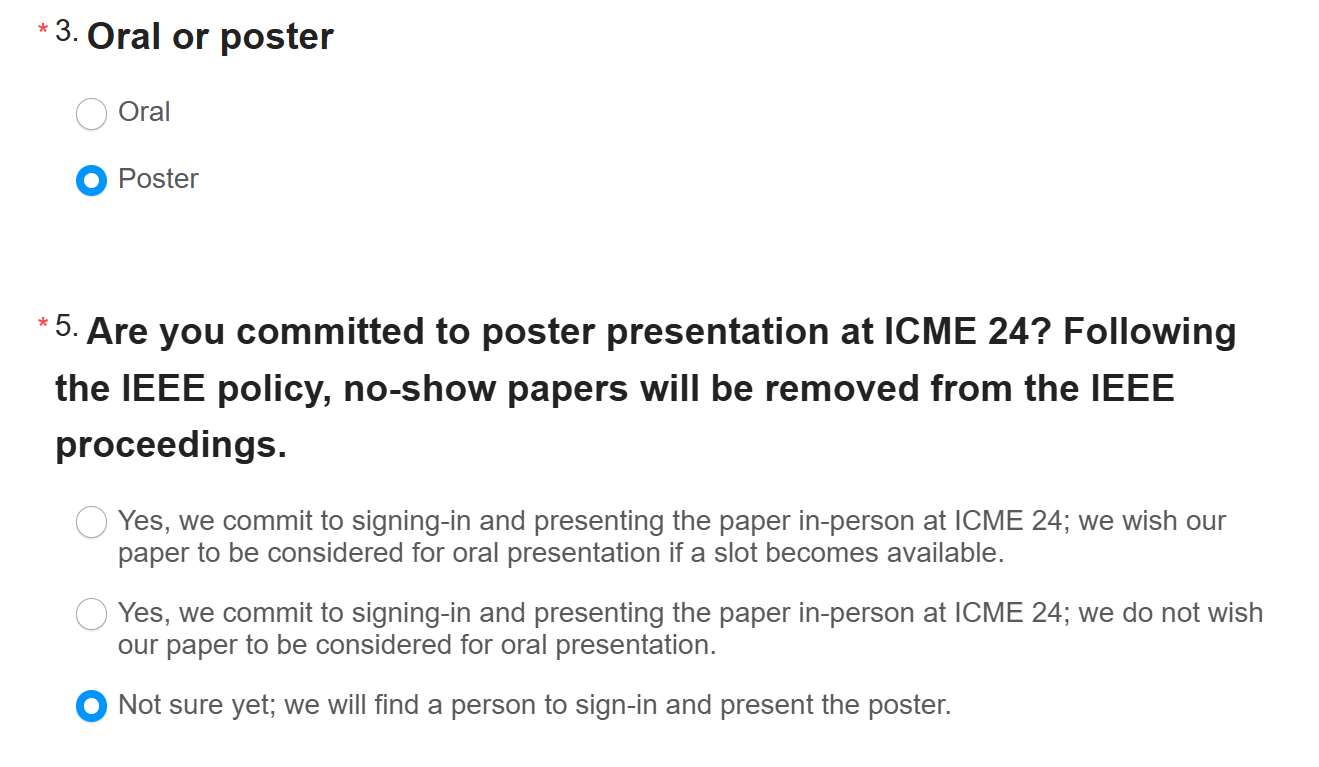 * 3. Oral or poster
Oral
Poster
* 5. Are you committed to poster presentation at ICME 24? Following
the IEEE policy, no-show papers will be removed from the IEEE
proceedings.
Yes, we commit to signing-in and presenting the paper in-person at ICME 24; we wish our
paper to be considered for oral presentation if a slot becomes available.
Yes, we commit to signing-in and presenting the paper in-person at ICME 24; we do not wish
our paper to be considered for oral presentation.
Not sure yet; we will find a person to sign-in and present the poster.